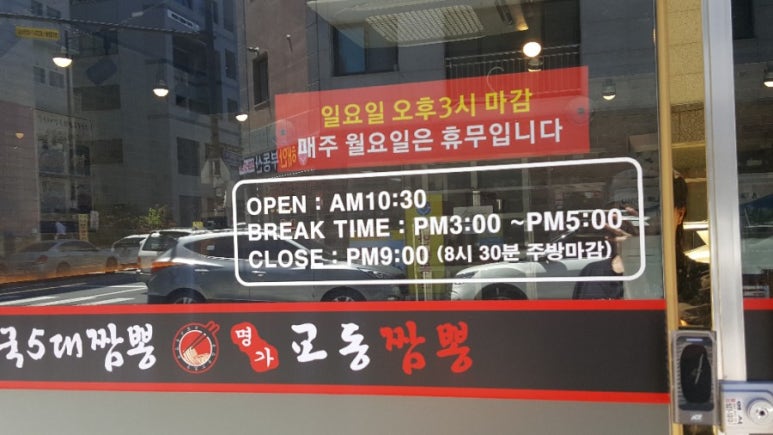 일요일 오후3시 마감
매주 월요일은 휴무입니다
OPEN : AM10:30
BREAK TIME : PM3:00 ~PM5:00
CLOSE : PM9:00 (8시 30분 주방마감)
국5대짬뽕 명가 교동짬뽕